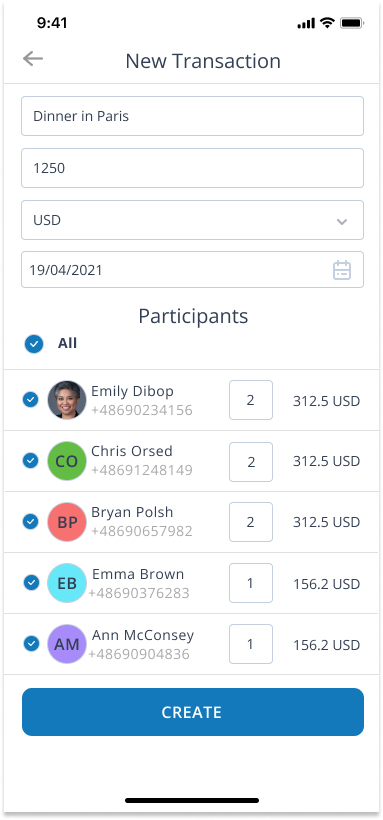 9:41
New Transaction
Dinner in Paris
1250
USD
19/04/2021
Participants
All
Emily Dibop
+48690234156
2
312.5 USD
CO
Chris Orsed
+48691248149
2
312.5 USD
BP
Bryan Polsh
+48690657982
2
312.5 USD
EB
Emma Brown
+48690376283
1
156.2 USD
AM
Ann McConsey
+48690904836
1
156.2 USD
CREATE